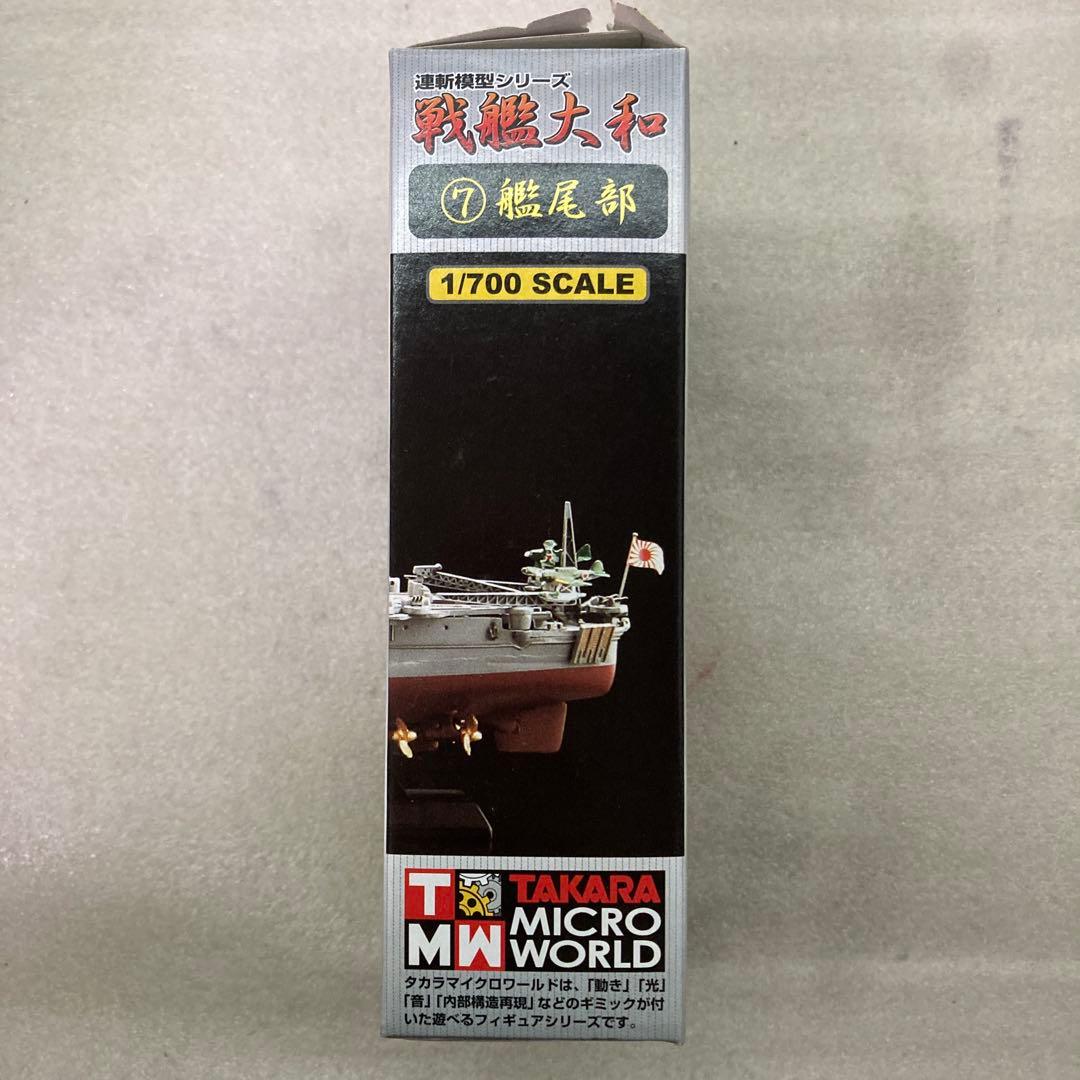 連斬模型シリーズ
戦艦大和
⑦艦尾部
1/700 SCALE
TMW
TAKARA
MICRO
WORLD
タカラマイクロワールドは、「動き」「光」
「音」「内部構造再現」などのギミックが付
いた遊べるフィギュアシリーズです。